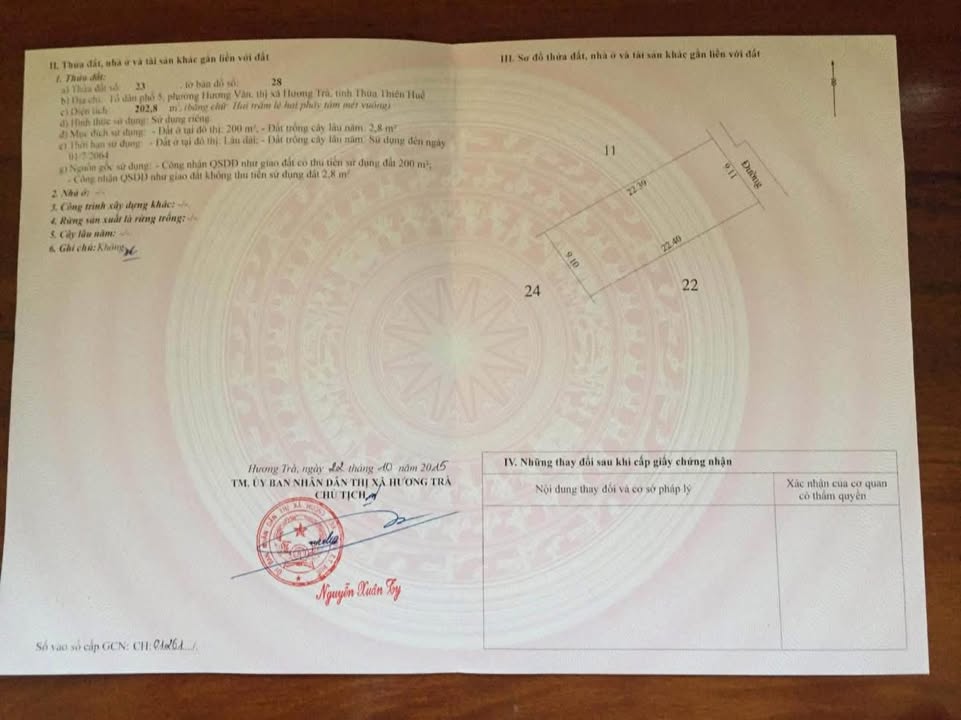 II. Thửa đất, nhà ở và tài sản khác gắn liền với đất
1. Thửa đất:
a) Thửa đất số: 23 , tờ bản đồ số: 28
b) Địa chỉ: Tổ dân phố 5, phường Hương Vân, thị xã Hương Trà, tỉnh Thừa Thiên Huế
c) Diện tích: 202,8 m², (bằng chữ: Hai trăm lẻ hai phảy tám mét vuông)
d) Hình thức sử dụng: Sử dụng riêng
đ) Mục đích sử dụng: - Đất ở tại đô thị: 200 m², - Đất trồng cây lâu năm: 2,8 m²
e) Thời hạn sử dụng: - Đất ở tại đô thị: Lâu dài; - Đất trồng cây lâu năm: Sử dụng đến ngày
01/7/2064
g) Nguồn gốc sử dụng: - Công nhận QSDĐ như giao đất có thu tiền sử dụng đất 200 m²;
- Công nhận QSDĐ như giao đất không thu tiền sử dụng đất 2,8 m²
2. Nhà ở: -/-
3. Công trình xây dựng khác: -/-
4. Rừng sản xuất là rừng trồng: -/-
5. Cây lâu năm: -/-
6. Ghi chú: Không
Hương Trà, ngày 22 tháng 10 năm 2015
TM. ỦY BAN NHÂN DÂN THỊ XÃ HƯƠNG TRÀ
CHỦ TỊCH
Nguyễn Xuân Ty
Số vào sổ cấp GCN: CH: 01261 ./.
III. Sơ đồ thửa đất, nhà ở và tài sản khác gắn liền với đất
B
11
Đường
22.39
9.11
22.40
9.10
24
22
IV. Những thay đổi sau khi cấp giấy chứng nhận
Nội dung thay đổi và cơ sở pháp lý
Xác nhận của cơ quan
có thẩm quyền